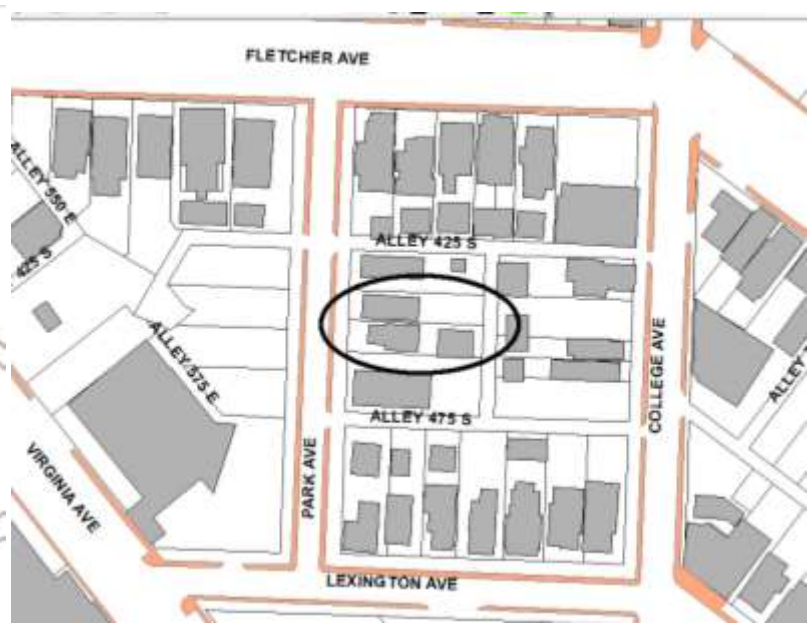 FLETCHER AVE
ALLEY 550 E
ALLEY 425 S
425 S
ALLEY 575 E
COLLEGE AVE
ALLEY
ALLEY 475 S
PARK AVE
VIRGINIA AVE
LEXINGTON AVE